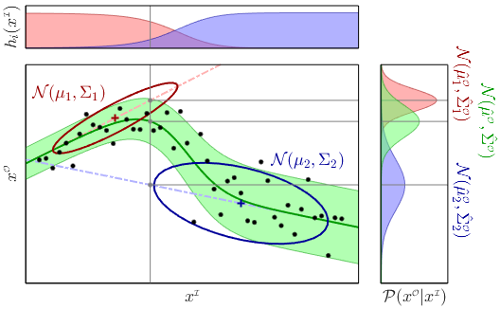 h_i(x^ℐ)
𝒩(μ_1, Σ_1)
𝒩(μ_2, Σ_2)
x^𝒪
x^ℐ
𝒩(μ̂_1^𝒪, Σ̂_1^𝒪)
𝒩(μ̂_2^𝒪, Σ̂_2^𝒪)
𝒩(μ̂^𝒪, Σ̂^𝒪)
𝒫(x^𝒪|x^ℐ)